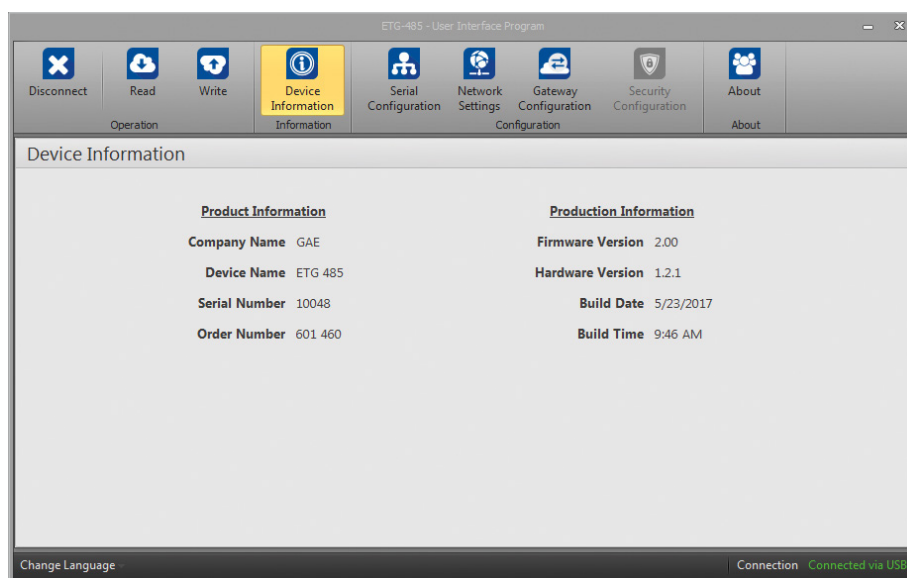 ETG-485 - User Interface Program
Disconnect
Read
Write
Device
Information
Serial
Configuration
Network
Settings
Gateway
Configuration
Security
Configuration
About
Operation
Information
Configuration
About
Device Information
Product Information
Company Name GAE
Device Name ETG 485
Serial Number 10048
Order Number 601 460
Production Information
Firmware Version 2.00
Hardware Version 1.2.1
Build Date 5/23/2017
Build Time 9:46 AM
Change Language
Connection Connected via USB